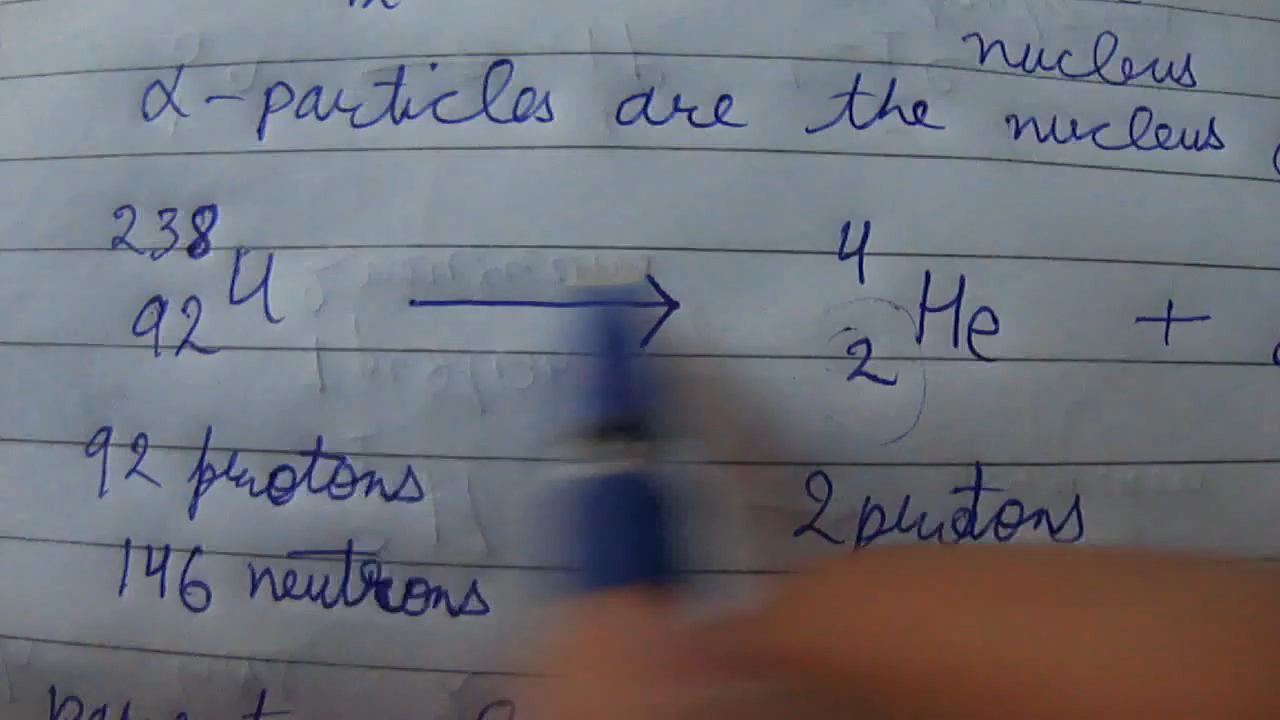 nucleus
α-particles are the nucleus
238 92 U → 4 2 He +
92 protons 2 protons
146 neutrons